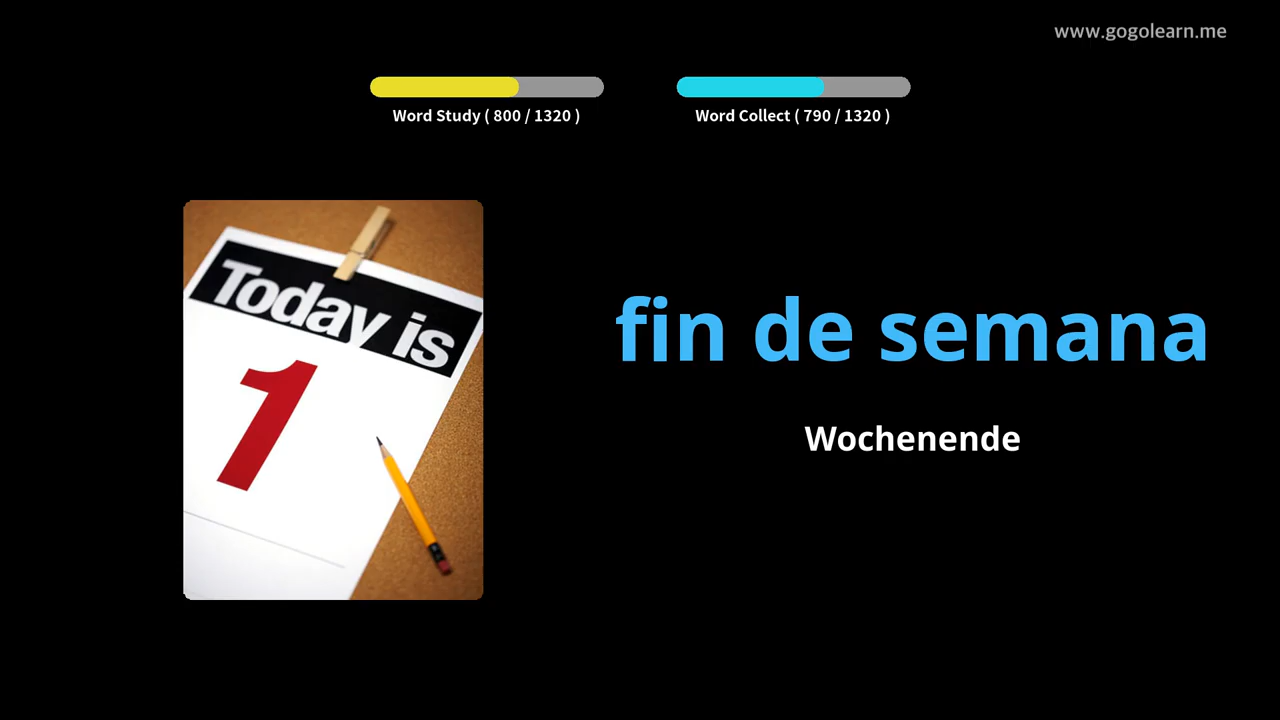 www.gogolearn.me
Word Study ( 800 / 1320 )
Word Collect ( 790 / 1320 )
Today is
1
fin de semana
Wochenende